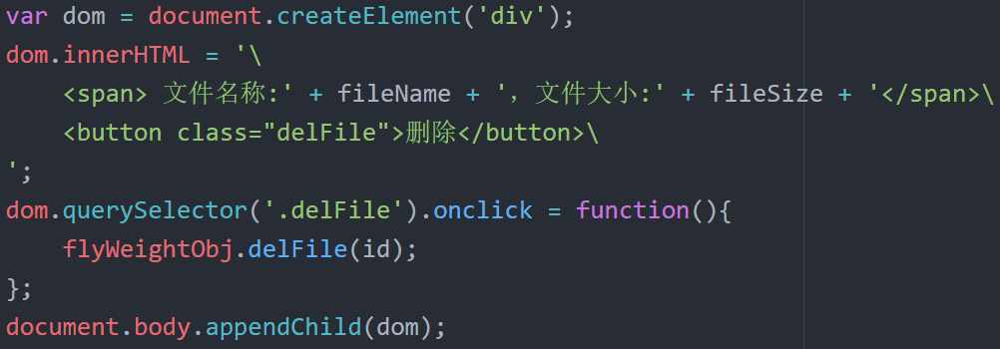 var dom = document.createElement('div');
dom.innerHTML = '\
    <span> 文件名称:' + fileName + ', 文件大小:' + fileSize + '</span>\
    <button class="delFile">删除</button>\
';
dom.querySelector('.delFile').onclick = function(){
    flyWeightObj.delFile(id);
};
document.body.appendChild(dom);